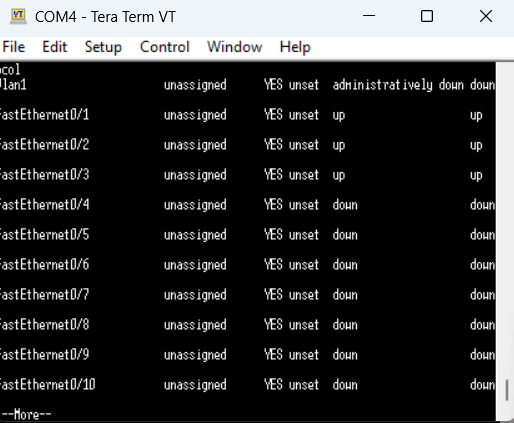 COM4 - Tera Term VT
File Edit Setup Control Window Help
ocol
Vlan1 unassigned YES unset administratively down down
FastEthernet0/1 unassigned YES unset up up
FastEthernet0/2 unassigned YES unset up up
FastEthernet0/3 unassigned YES unset up up
FastEthernet0/4 unassigned YES unset down down
FastEthernet0/5 unassigned YES unset down down
FastEthernet0/6 unassigned YES unset down down
FastEthernet0/7 unassigned YES unset down down
FastEthernet0/8 unassigned YES unset down down
FastEthernet0/9 unassigned YES unset down down
FastEthernet0/10 unassigned YES unset down down
--More--